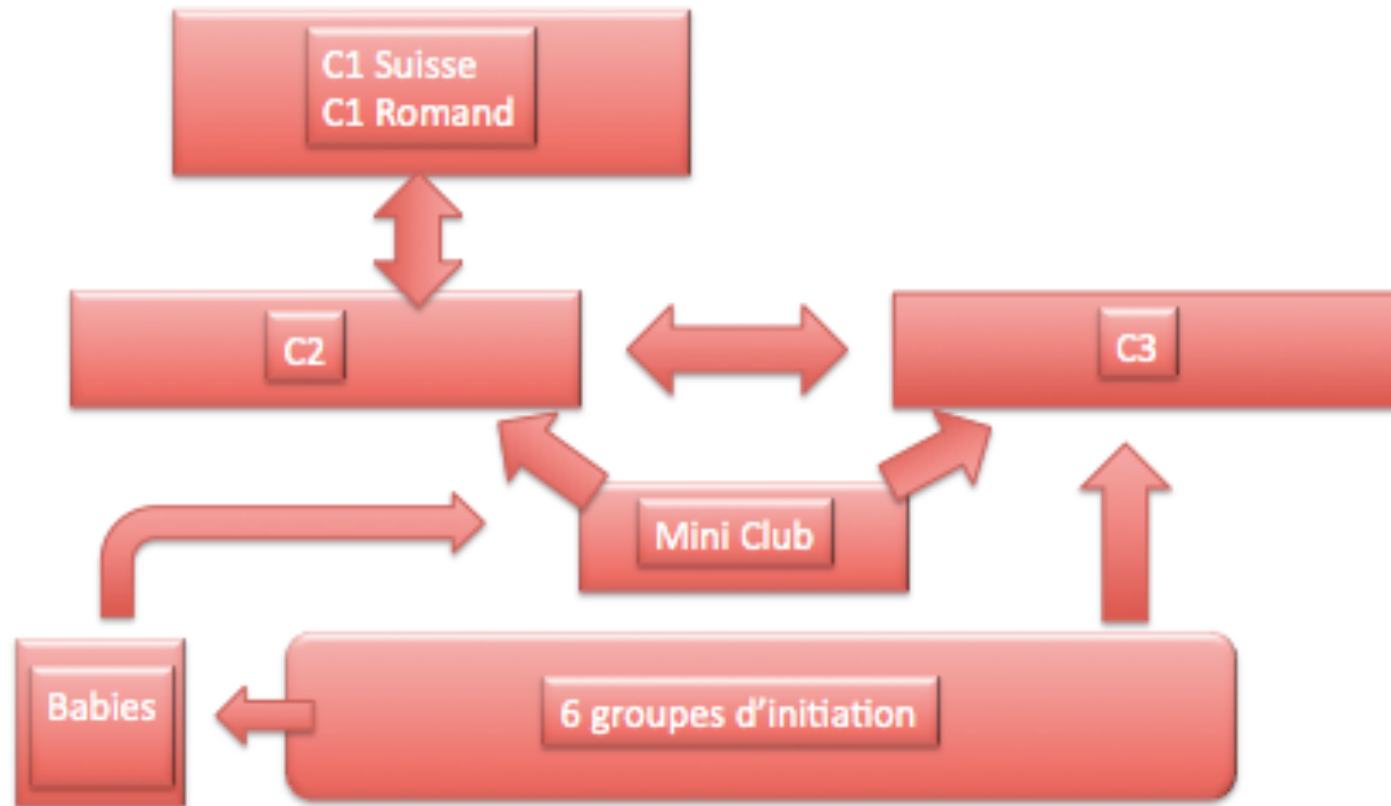 C1 Suisse
C1 Romand
C2
C3
Mini Club
Babies
6 groupes d’initiation